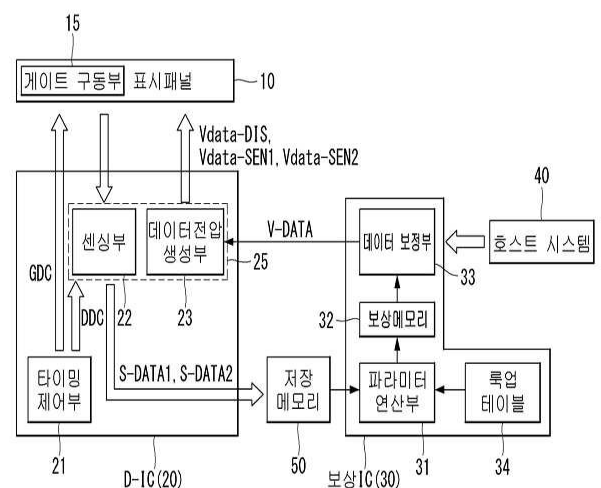 15
게이트 구동부 표시패널
10
Vdata-DIS,
Vdata-SEN1, Vdata-SEN2
40
센싱부
데이터전압
생성부
V-DATA
데이터 보정부
호스트 시스템
25
GDC
DDC
22
23
33
32
보상메모리
S-DATA1, S-DATA2
타이밍
제어부
저장
메모리
파라미터
연산부
룩업
테이블
21
D-IC(20)
50
보상IC(30)
31
34